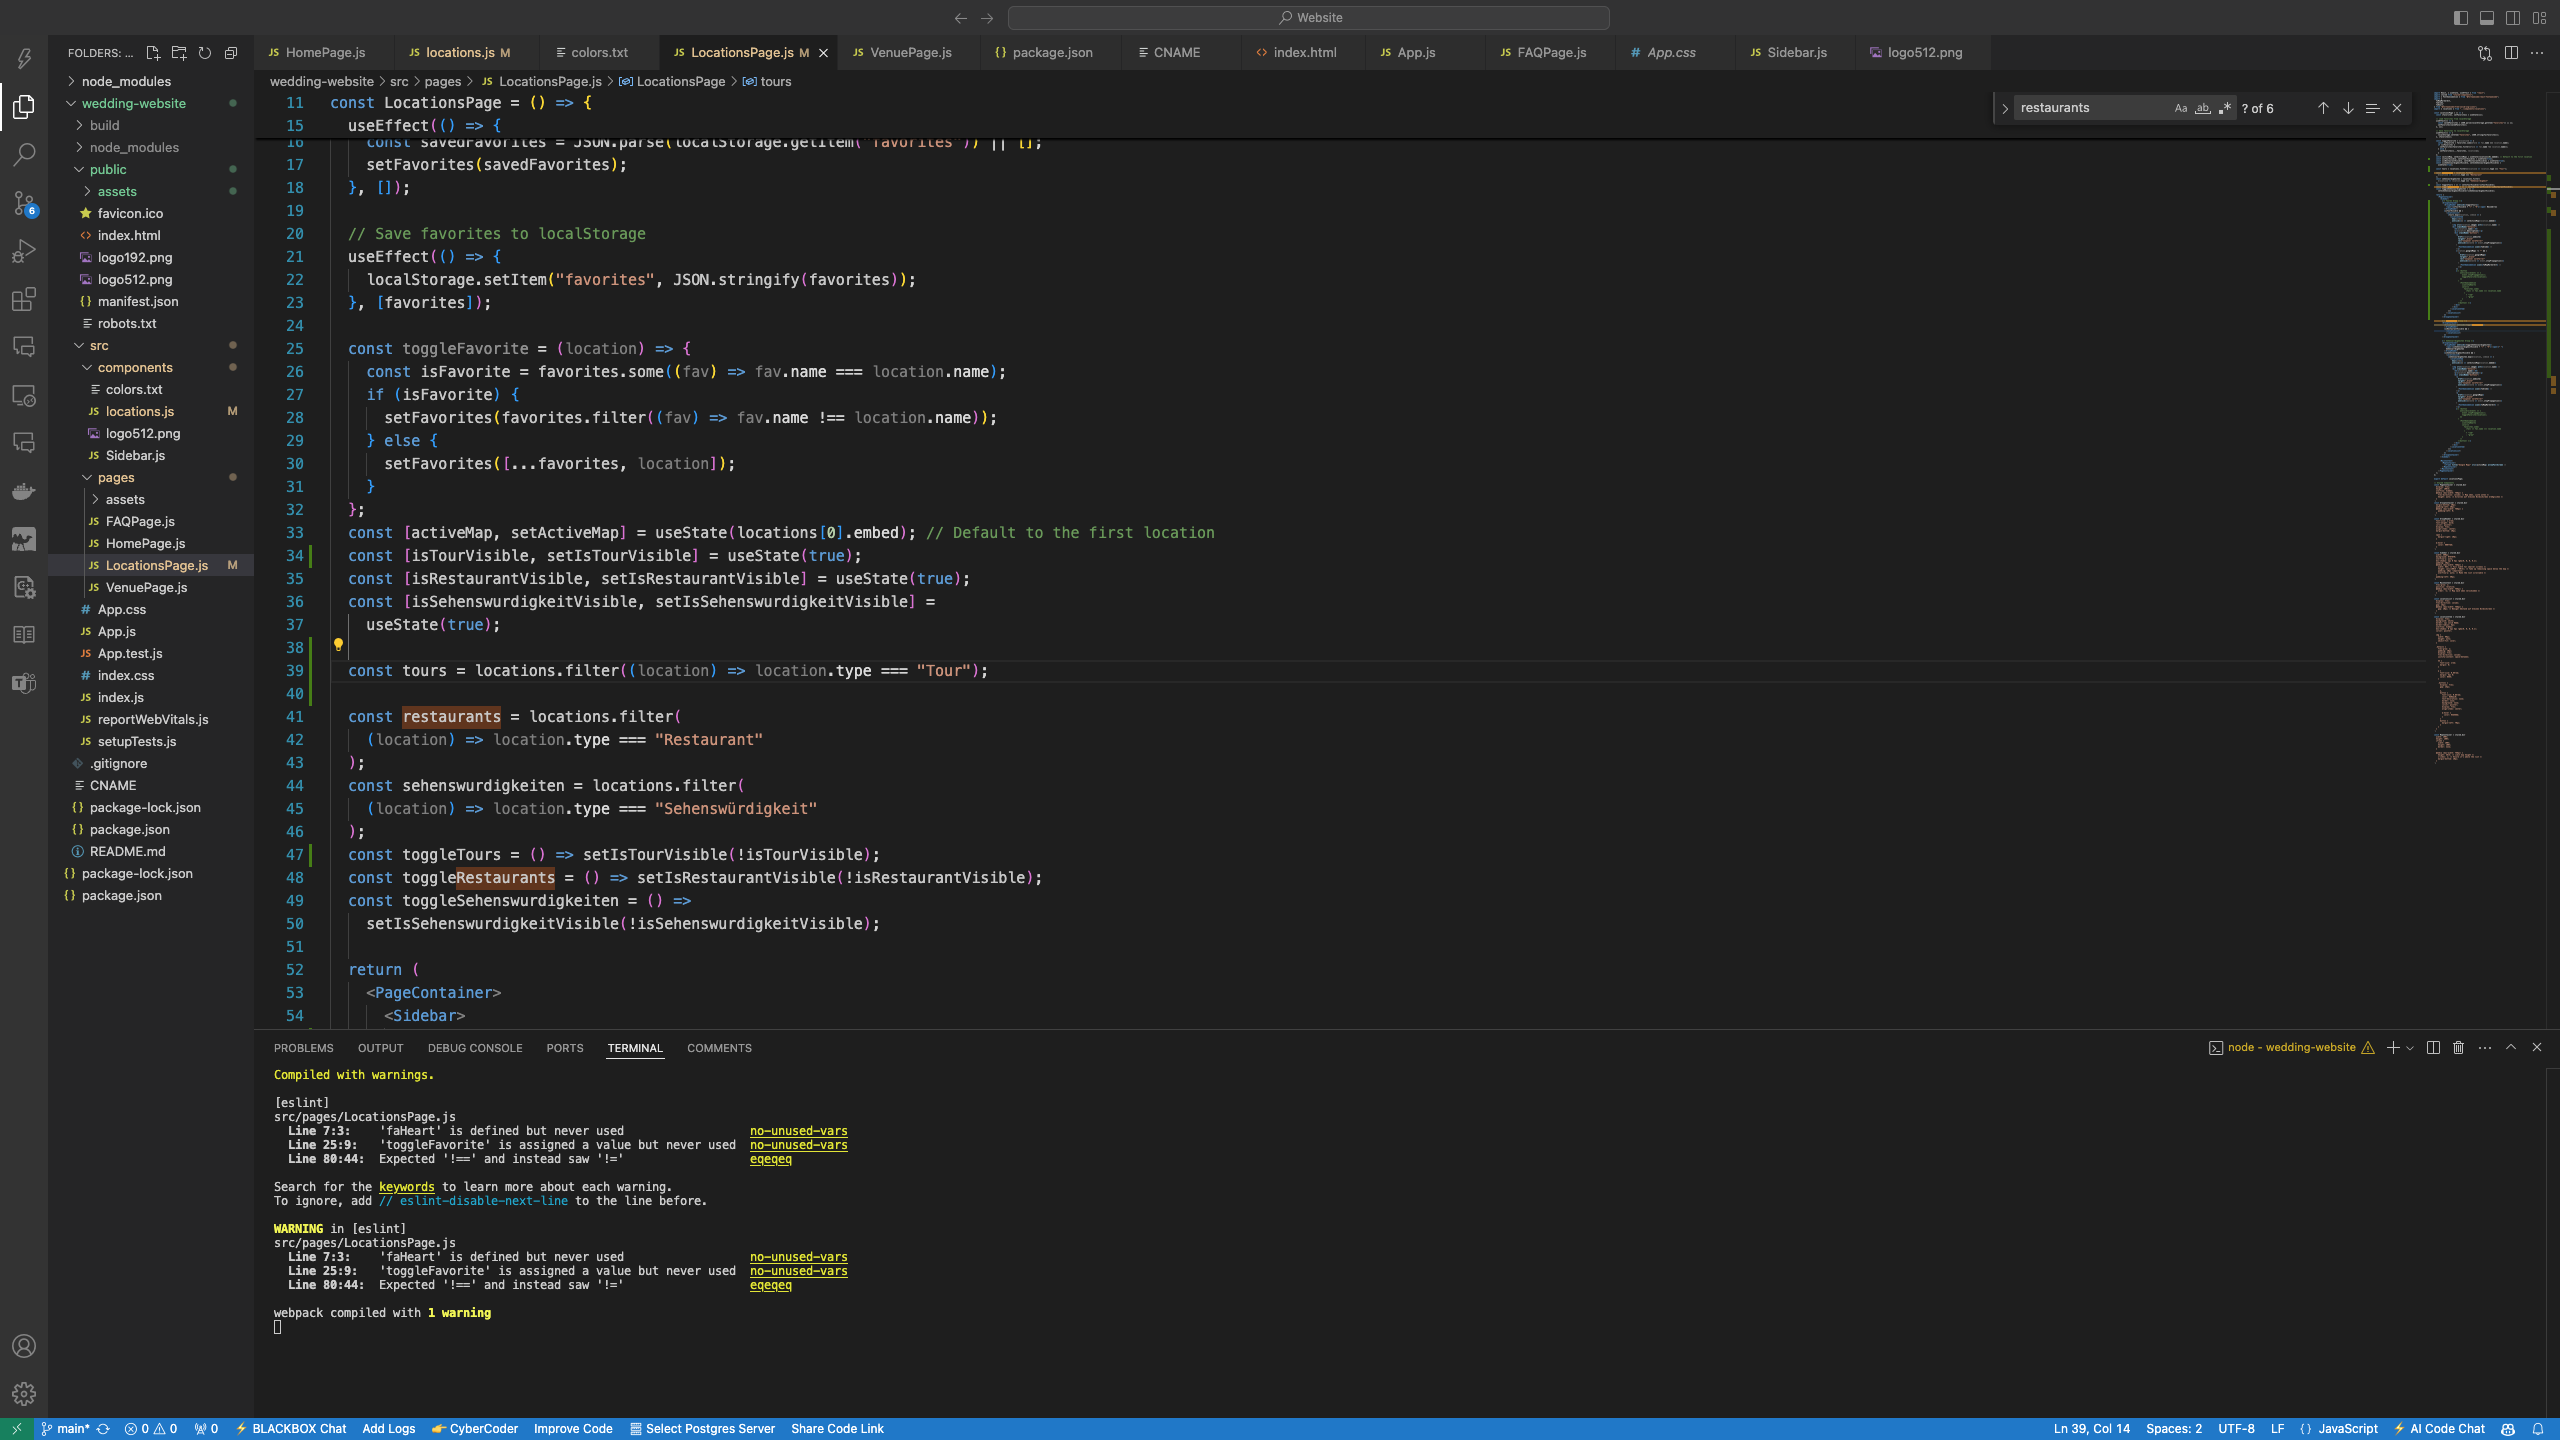 Website
FOLDERS: ...
HomePage.js
locations.js M
colors.txt
LocationsPage.js M
VenuePage.js
package.json
CNAME
index.html
App.js
FAQPage.js
App.css
Sidebar.js
logo512.png
wedding-website > src > pages > JS LocationsPage.js > LocationsPage > tours
restaurants
Aa ab .* ? of 6
node_modules
wedding-website
build
node_modules
public
assets
favicon.ico
index.html
logo192.png
logo512.png
manifest.json
robots.txt
src
components
colors.txt
JS locations.js M
logo512.png
JS Sidebar.js
pages
assets
JS FAQPage.js
JS HomePage.js
JS LocationsPage.js M
JS VenuePage.js
# App.css
JS App.js
JS App.test.js
# index.css
JS index.js
JS reportWebVitals.js
JS setupTests.js
.gitignore
CNAME
{} package-lock.json
{} package.json
README.md
{} package-lock.json
{} package.json
6
11 const LocationsPage = () => {
15 useEffect(() => {
16 const savedFavorites = JSON.parse(localStorage.getItem("favorites")) || [];
17 setFavorites(savedFavorites);
18 }, []);
19
20 // Save favorites to localStorage
21 useEffect(() => {
22 localStorage.setItem("favorites", JSON.stringify(favorites));
23 }, [favorites]);
24
25 const toggleFavorite = (location) => {
26 const isFavorite = favorites.some((fav) => fav.name === location.name);
27 if (isFavorite) {
28 setFavorites(favorites.filter((fav) => fav.name !== location.name));
29 } else {
30 setFavorites([...favorites, location]);
31 }
32 };
33 const [activeMap, setActiveMap] = useState(locations[0].embed); // Default to the first location
34 const [isTourVisible, setIsTourVisible] = useState(true);
35 const [isRestaurantVisible, setIsRestaurantVisible] = useState(true);
36 const [isSehenswurdigkeitVisible, setIsSehenswurdigkeitVisible] =
37 useState(true);
38
39 const tours = locations.filter((location) => location.type === "Tour");
40
41 const restaurants = locations.filter(
42 (location) => location.type === "Restaurant"
43 );
44 const sehenswurdigkeiten = locations.filter(
45 (location) => location.type === "Sehenswürdigkeit"
46 );
47 const toggleTours = () => setIsTourVisible(!isTourVisible);
48 const toggleRestaurants = () => setIsRestaurantVisible(!isRestaurantVisible);
49 const toggleSehenswurdigkeiten = () =>
50 setIsSehenswurdigkeitVisible(!isSehenswurdigkeitVisible);
51
52 return (
53 <PageContainer>
54 <Sidebar>
PROBLEMS OUTPUT DEBUG CONSOLE PORTS TERMINAL COMMENTS
node - wedding-website
Compiled with warnings.
[eslint]
src/pages/LocationsPage.js
Line 7:3: 'faHeart' is defined but never used no-unused-vars
Line 25:9: 'toggleFavorite' is assigned a value but never used no-unused-vars
Line 80:44: Expected '!==' and instead saw '!=' eqeqeq
Search for the keywords to learn more about each warning.
To ignore, add // eslint-disable-next-line to the line before.
WARNING in [eslint]
src/pages/LocationsPage.js
Line 7:3: 'faHeart' is defined but never used no-unused-vars
Line 25:9: 'toggleFavorite' is assigned a value but never used no-unused-vars
Line 80:44: Expected '!==' and instead saw '!=' eqeqeq
webpack compiled with 1 warning
main* 0 0 0 BLACKBOX Chat Add Logs CyberCoder Improve Code Select Postgres Server Share Code Link
Ln 39, Col 14 Spaces: 2 UTF-8 LF {} JavaScript AI Code Chat